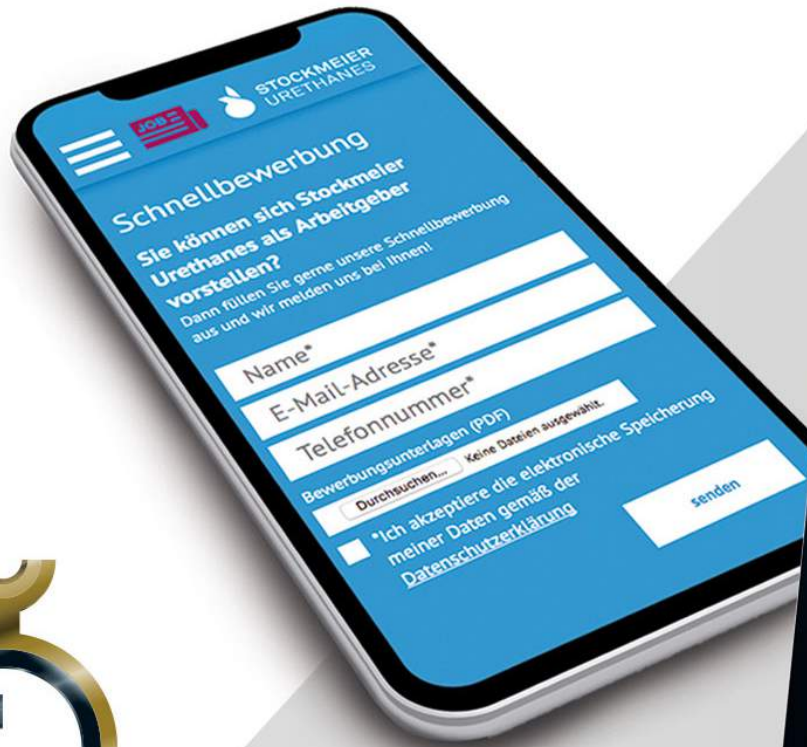 JOB
STOCKMEIER
URETHANES
Schnellbewerbung
Sie können sich Stockmeier
Urethanes als Arbeitgeber
vorstellen?
Dann füllen Sie gerne unsere Schnellbewerbung
aus und wir melden uns bei Ihnen!
Name*
E-Mail-Adresse*
Telefonnummer*
Bewerbungsunterlagen (PDF)
Durchsuchen... Keine Dateien ausgewählt.
*Ich akzeptiere die elektronische Speicherung
meiner Daten gemäß der
Datenschutzerklärung
senden